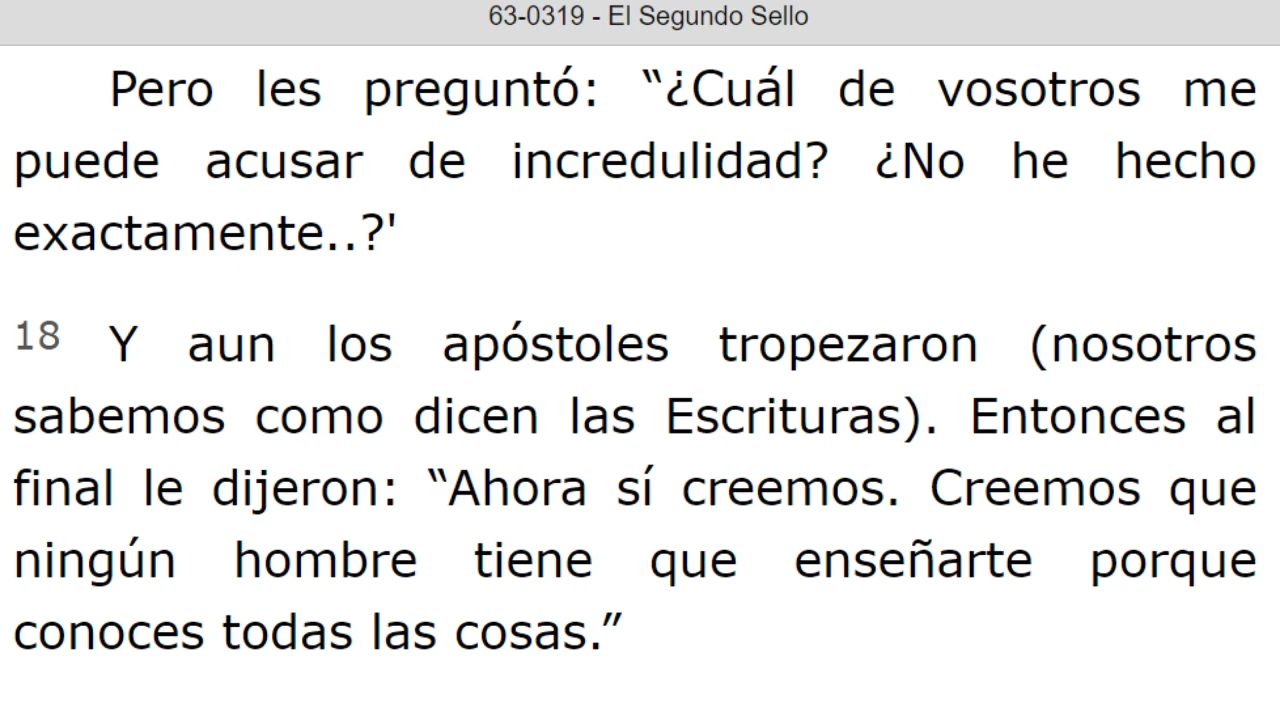 63-0319 - El Segundo Sello
Pero les preguntó: “¿Cuál de vosotros me
puede acusar de incredulidad? ¿No he hecho
exactamente..?'
18 Y aun los apóstoles tropezaron (nosotros
sabemos como dicen las Escrituras). Entonces al
final le dijeron: “Ahora sí creemos. Creemos que
ningún hombre tiene que enseñarte porque
conoces todas las cosas.”